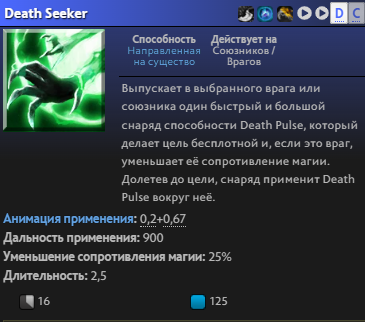 Death Seeker
D C
Способность
Направленная
на существо
Действует на
Союзников /
Врагов
Выпускает в выбранного врага или
союзника один быстрый и большой
снаряд способности Death Pulse, который
делает цель бесплотной и, если это враг,
уменьшает её сопротивление магии.
Долетев до цели, снаряд применит Death
Pulse вокруг неё.
Анимация применения: 0,2+0,67
Дальность применения: 900
Уменьшение сопротивления магии: 25%
Длительность: 2,5
16 125